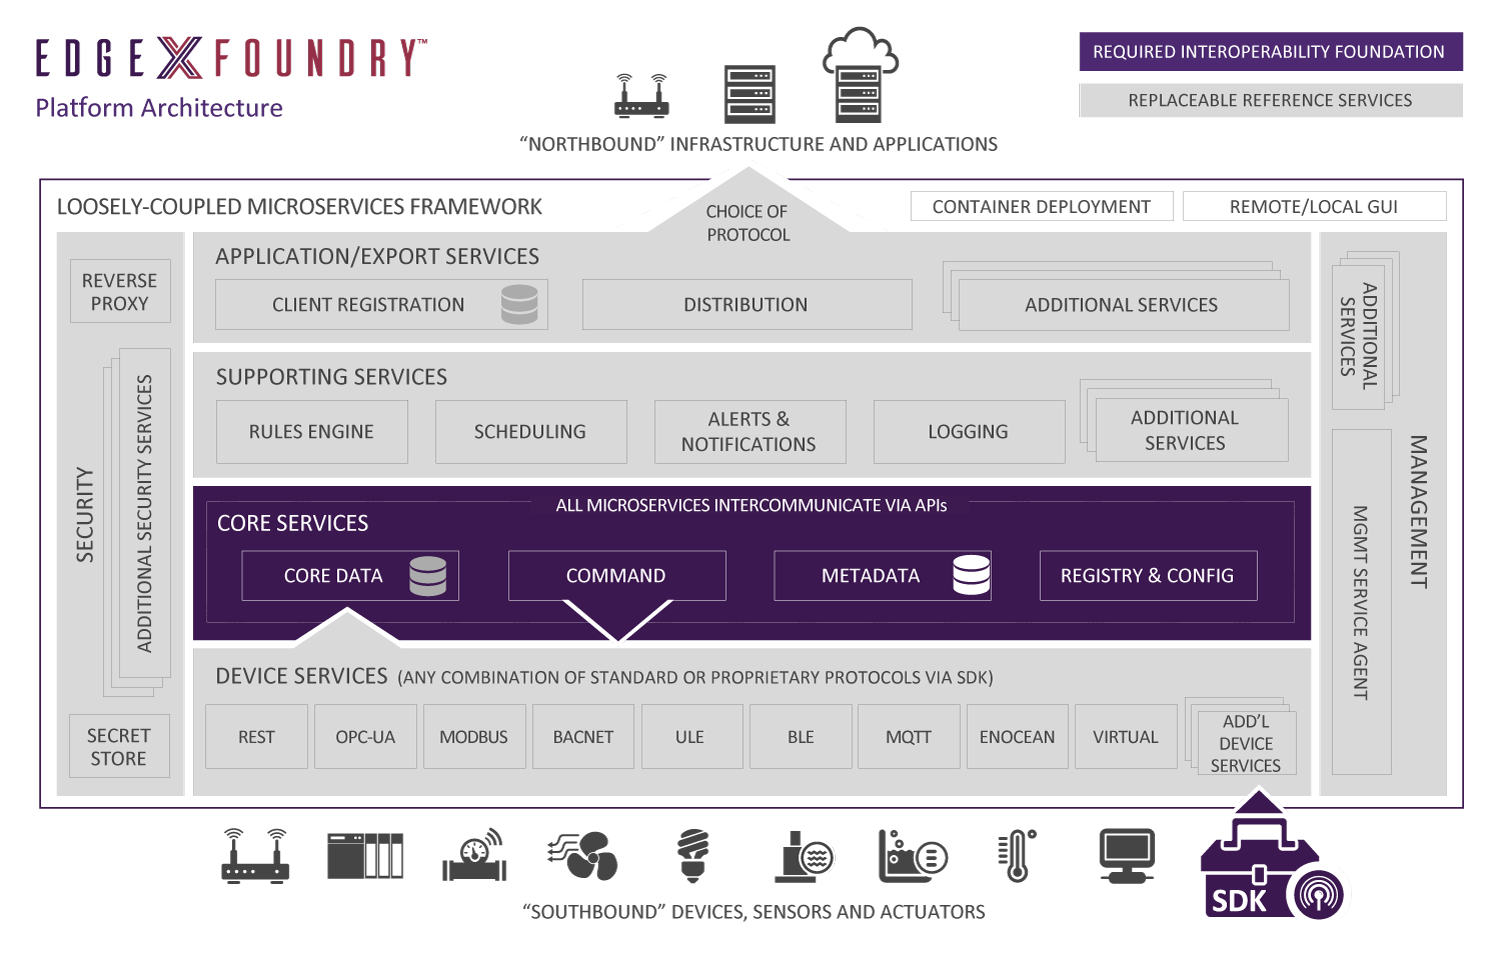 EDGE X FOUNDRY™
Platform Architecture
REQUIRED INTEROPERABILITY FOUNDATION
REPLACEABLE REFERENCE SERVICES
“NORTHBOUND” INFRASTRUCTURE AND APPLICATIONS
LOOSELY-COUPLED MICROSERVICES FRAMEWORK
CHOICE OF
PROTOCOL
CONTAINER DEPLOYMENT
REMOTE/LOCAL GUI
SECURITY
REVERSE
PROXY
ADDITIONAL SECURITY SERVICES
SECRET
STORE
APPLICATION/EXPORT SERVICES
CLIENT REGISTRATION
DISTRIBUTION
ADDITIONAL SERVICES
SUPPORTING SERVICES
RULES ENGINE
SCHEDULING
ALERTS &
NOTIFICATIONS
LOGGING
ADDITIONAL
SERVICES
ALL MICROSERVICES INTERCOMMUNICATE VIA APIs
CORE SERVICES
CORE DATA
COMMAND
METADATA
REGISTRY & CONFIG
DEVICE SERVICES (ANY COMBINATION OF STANDARD OR PROPRIETARY PROTOCOLS VIA SDK)
REST
OPC-UA
MODBUS
BACNET
ULE
BLE
MQTT
ENOCEAN
VIRTUAL
ADD’L
DEVICE
SERVICES
ADDITIONAL
SERVICES
MGMT SERVICE AGENT
MANAGEMENT
SDK
“SOUTHBOUND” DEVICES, SENSORS AND ACTUATORS